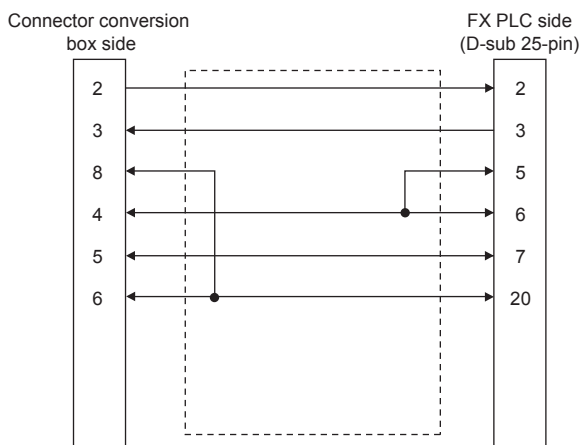 Connector conversion
box side
FX PLC side
(D-sub 25-pin)
2 2
3 3
8 5
4 6
5 7
6 20